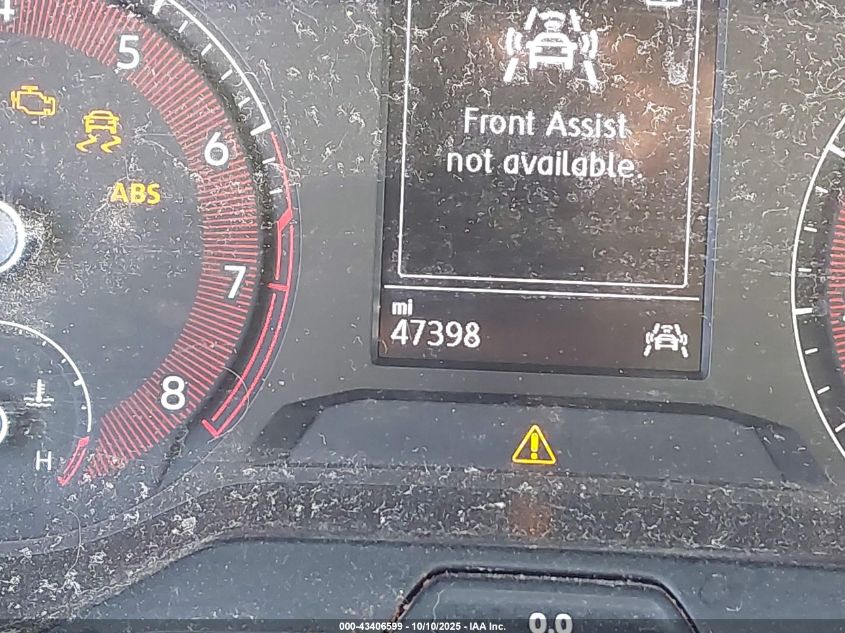 4
5
6
7
8
ABS
H
Front Assist
not available.
mi
47398
0.0
000-43406599 - 10/10/2025 - IAA Inc.